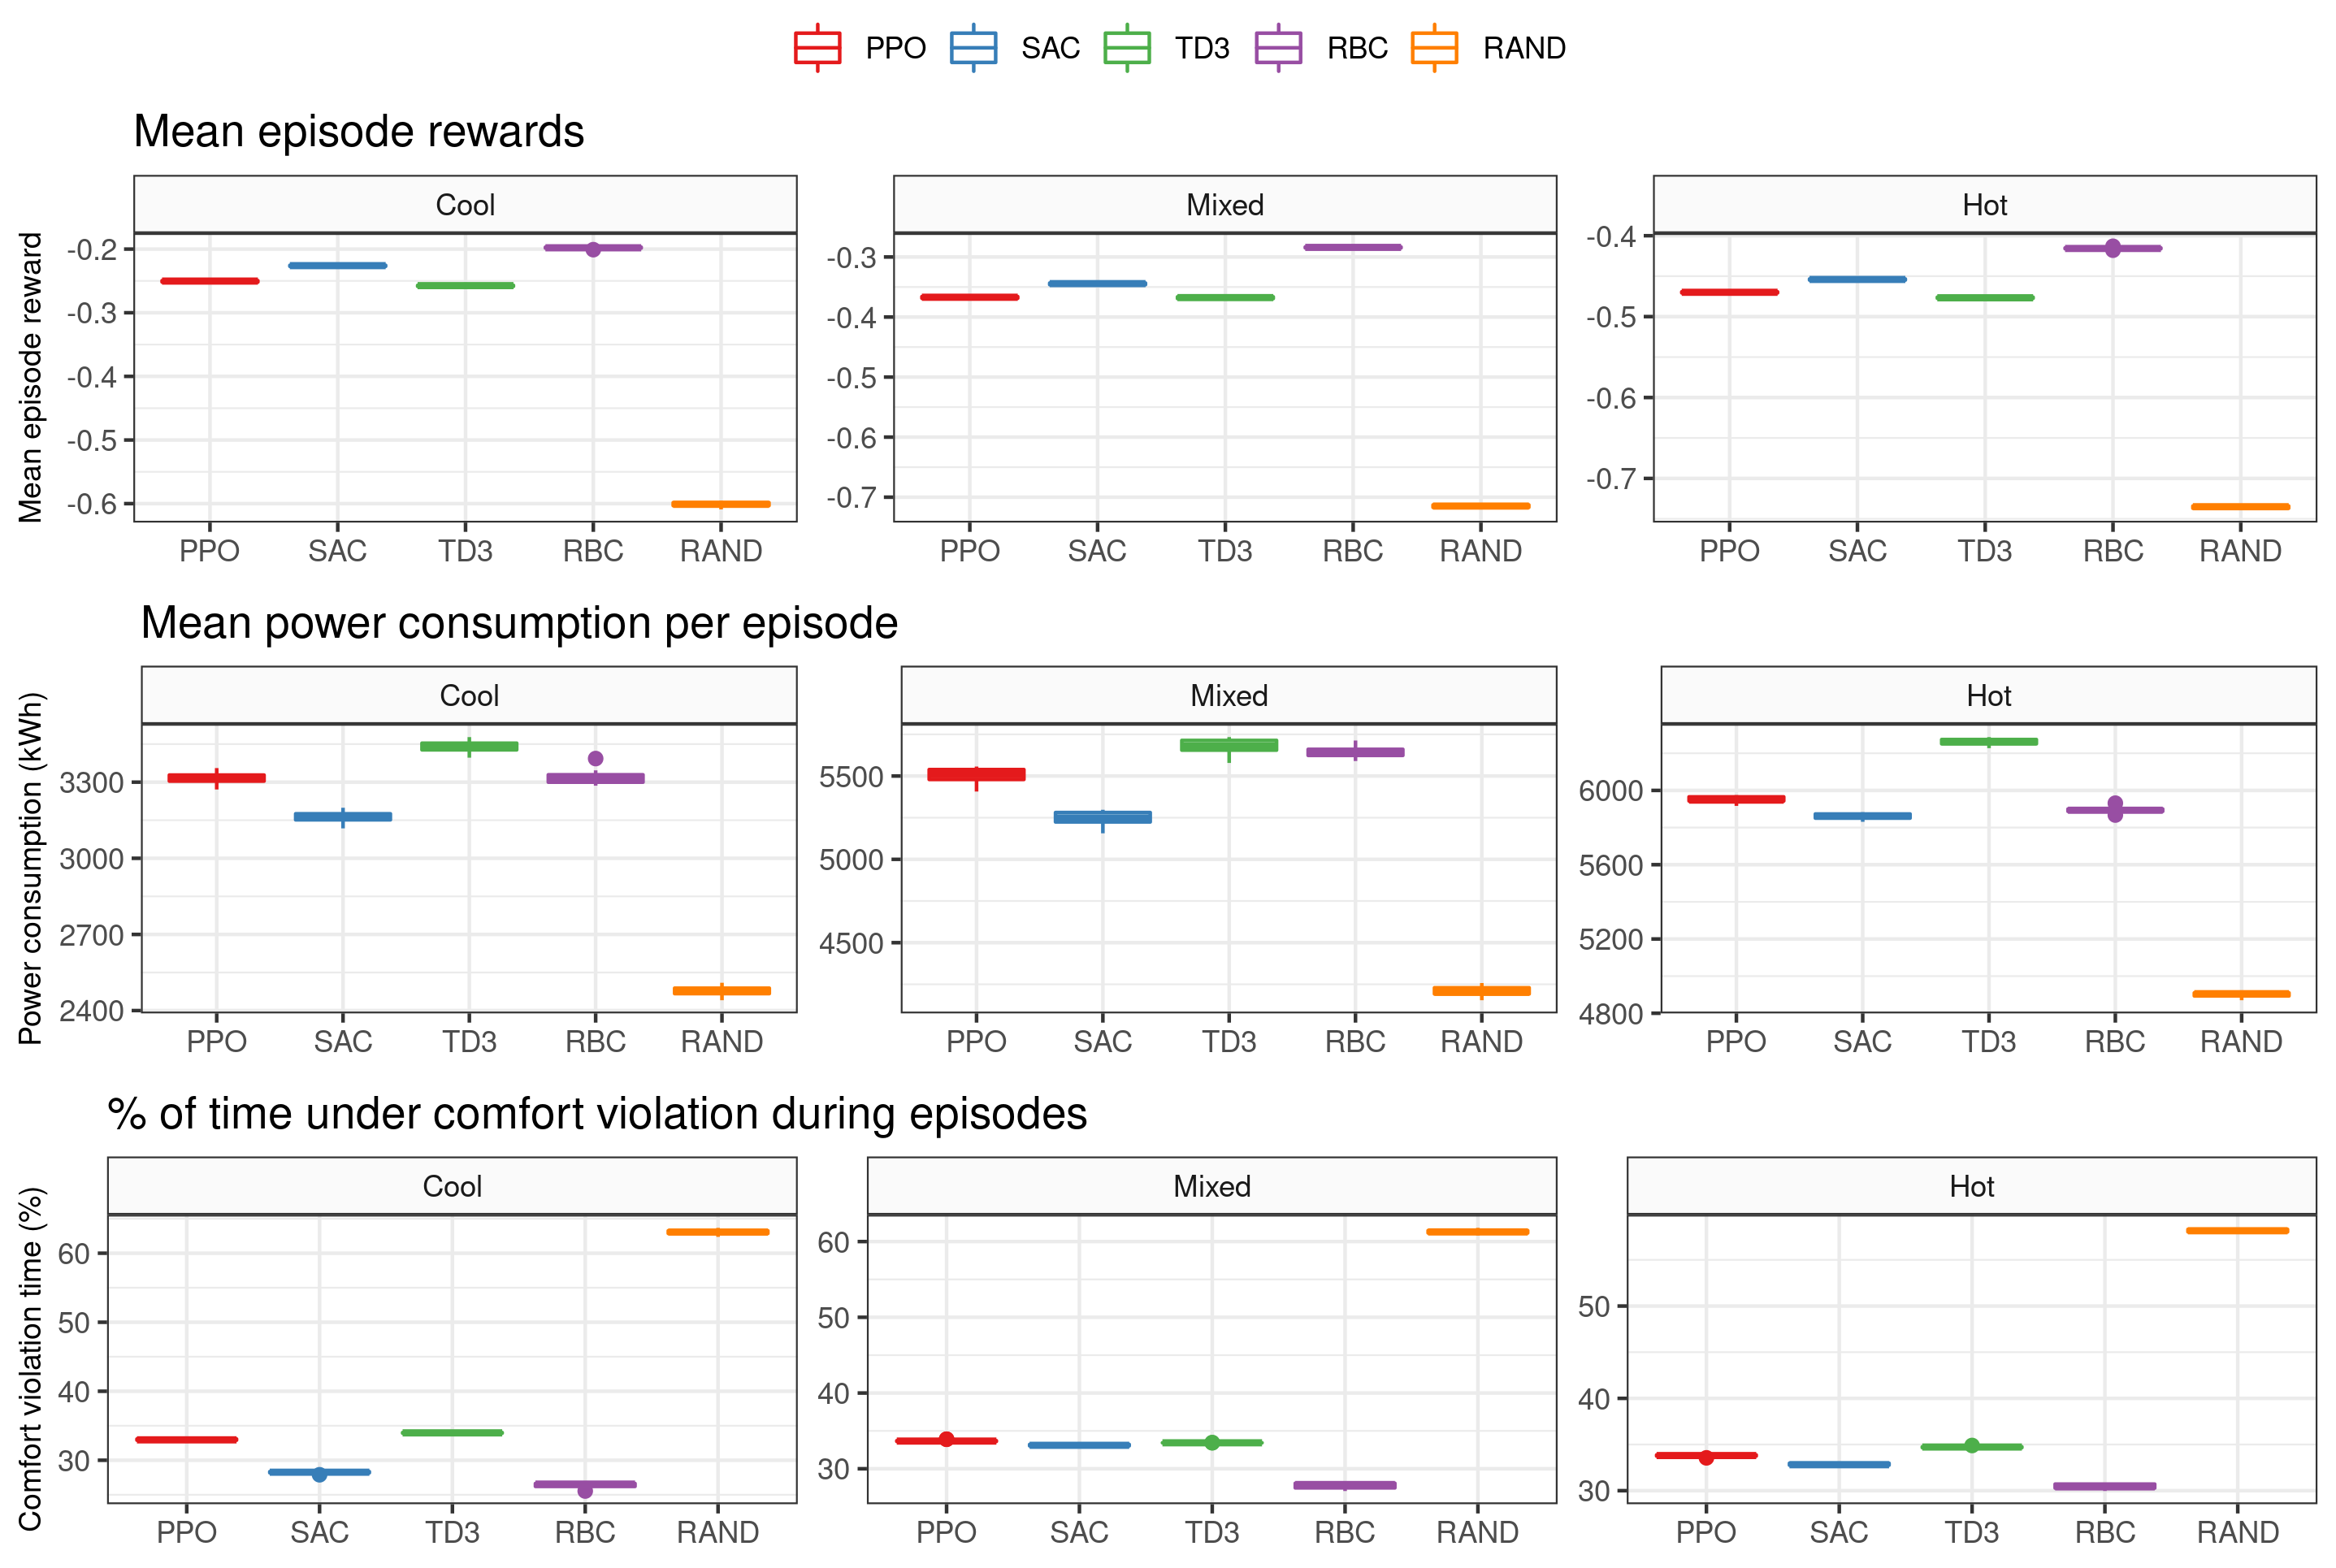 PPO SAC TD3 RBC RAND
Mean episode rewards
Cool Mixed Hot
Mean episode reward
-0.2
-0.3
-0.4
-0.5
-0.6
-0.3
-0.4
-0.5
-0.6
-0.7
-0.4
-0.5
-0.6
-0.7
PPO SAC TD3 RBC RAND PPO SAC TD3 RBC RAND PPO SAC TD3 RBC RAND
Mean power consumption per episode
Cool Mixed Hot
Power consumption (kWh)
3300
3000
2700
2400
5500
5000
4500
6000
5600
5200
4800
PPO SAC TD3 RBC RAND PPO SAC TD3 RBC RAND PPO SAC TD3 RBC RAND
% of time under comfort violation during episodes
Cool Mixed Hot
Comfort violation time (%)
60
50
40
30
60
50
40
30
50
40
30
PPO SAC TD3 RBC RAND PPO SAC TD3 RBC RAND PPO SAC TD3 RBC RAND